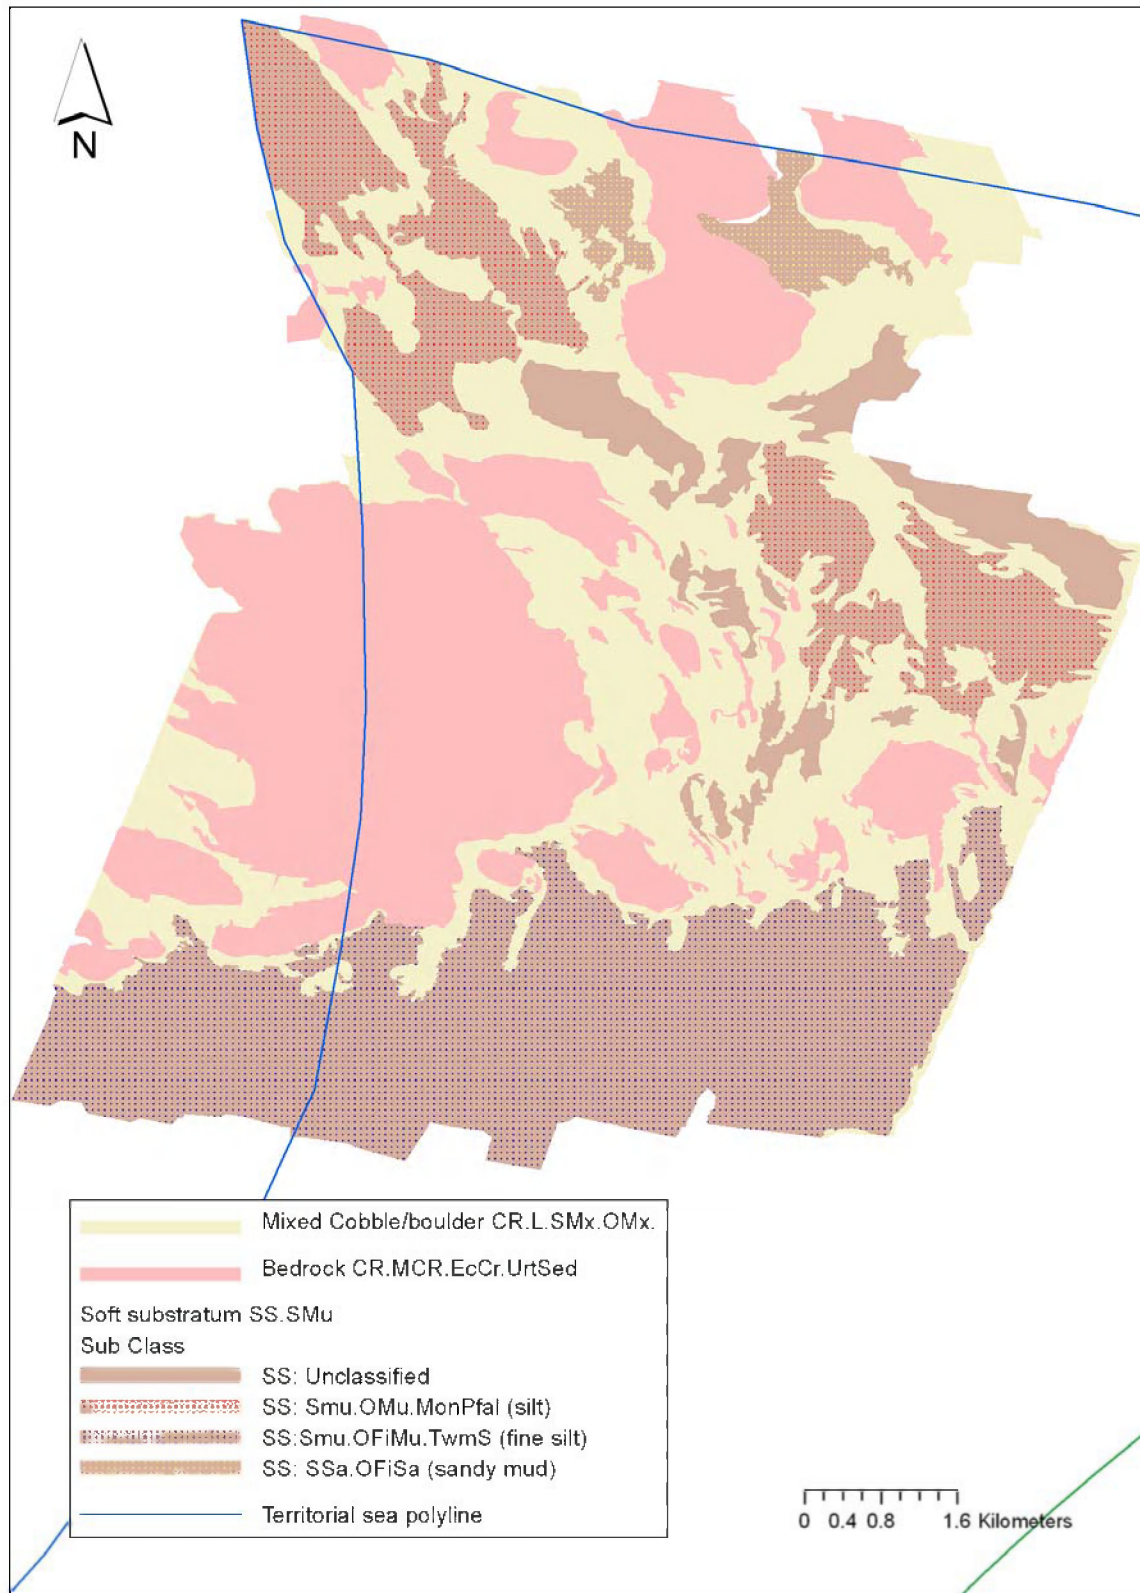 N
Mixed Cobble/boulder CR.L.SMx.OMx.
Bedrock CR.MCR.EcCr.UrtSed
Soft substratum SS.SMu
Sub Class
SS: Unclassified
SS: Smu.OMu.MonPfal (silt)
SS:Smu.OFiMu.TwmS (fine silt)
SS: SSa.OFiSa (sandy mud)
Territorial sea polyline
0 0.4 0.8 1.6 Kilometers